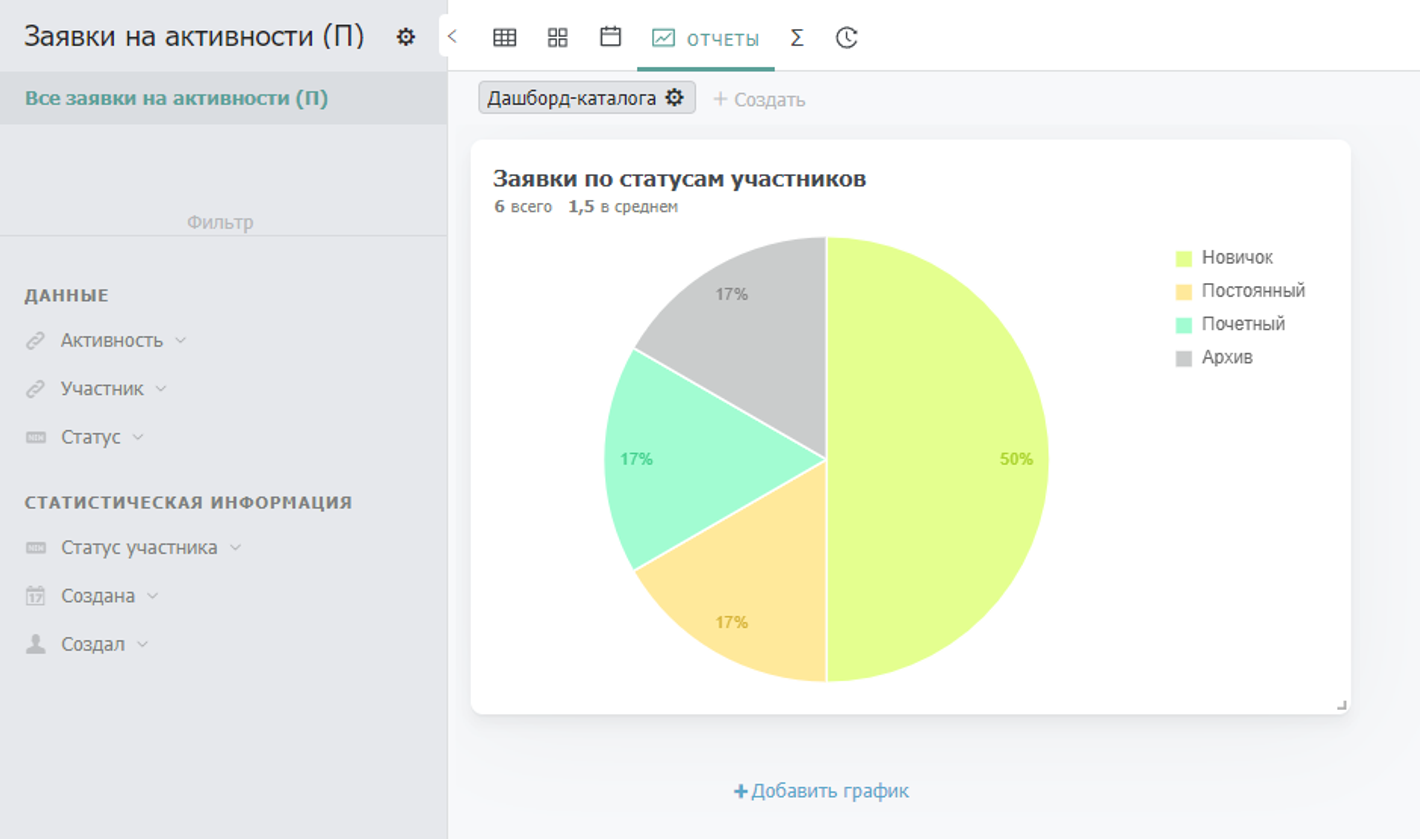 Заявки на активности (П)
Все заявки на активности (П)
Фильтр
ДАННЫЕ
Активность
Участник
Статус
СТАТИСТИЧЕСКАЯ ИНФОРМАЦИЯ
Статус участника
17 Создана
Создал
ОТЧЕТЫ Σ
Дашборд-каталога + Создать
Заявки по статусам участников
6 всего 1,5 в среднем
Новичок
Постоянный
Почетный
Архив
17%
17%
50%
17%
+ Добавить график